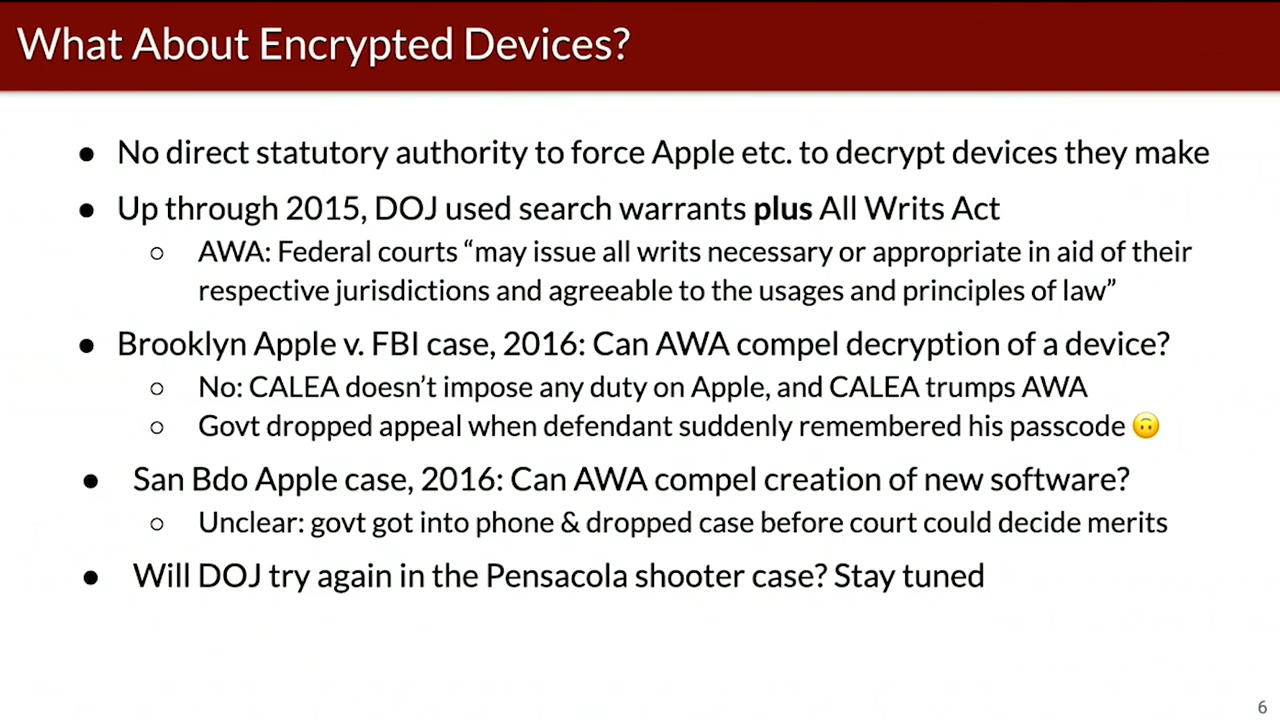 What About Encrypted Devices?
● No direct statutory authority to force Apple etc. to decrypt devices they make
● Up through 2015, DOJ used search warrants plus All Writs Act
○ AWA: Federal courts “may issue all writs necessary or appropriate in aid of their
respective jurisdictions and agreeable to the usages and principles of law”
● Brooklyn Apple v. FBI case, 2016: Can AWA compel decryption of a device?
○ No: CALEA doesn’t impose any duty on Apple, and CALEA trumps AWA
○ Govt dropped appeal when defendant suddenly remembered his passcode 🙃
● San Bdo Apple case, 2016: Can AWA compel creation of new software?
○ Unclear: govt got into phone & dropped case before court could decide merits
● Will DOJ try again in the Pensacola shooter case? Stay tuned
6